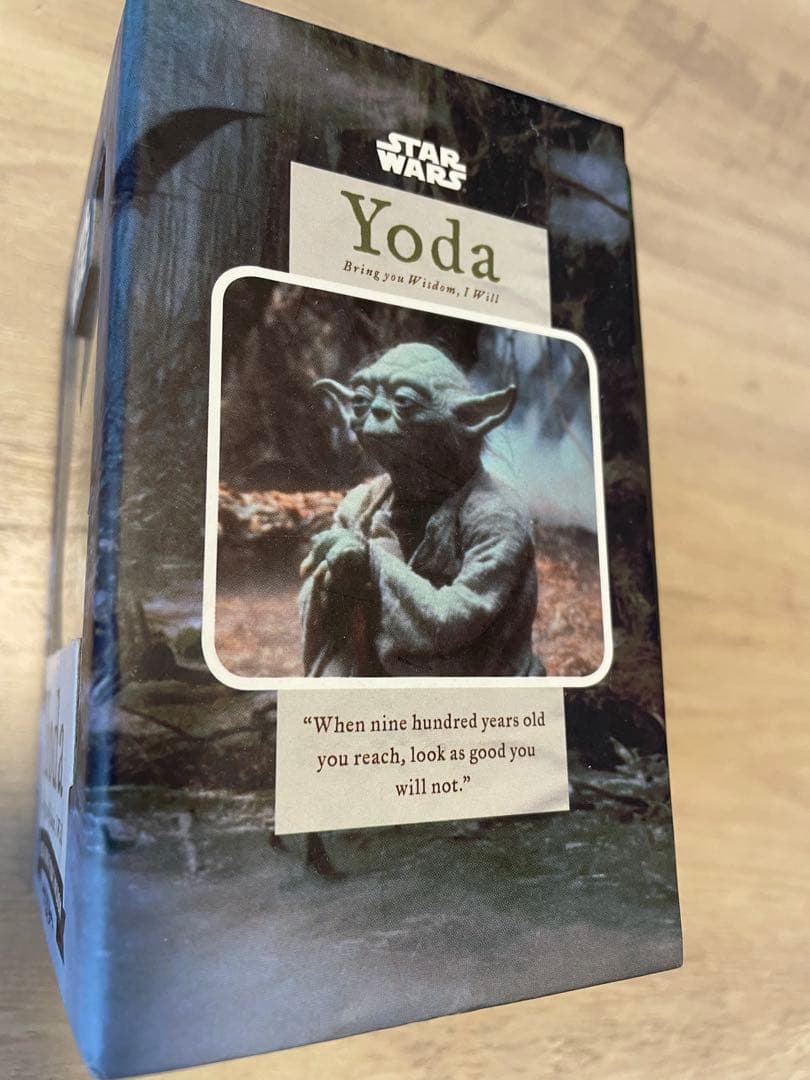 STAR
WARS
Yoda
Bring you Wisdom, I Will
“When nine hundred years old
you reach, look as good you
will not.”